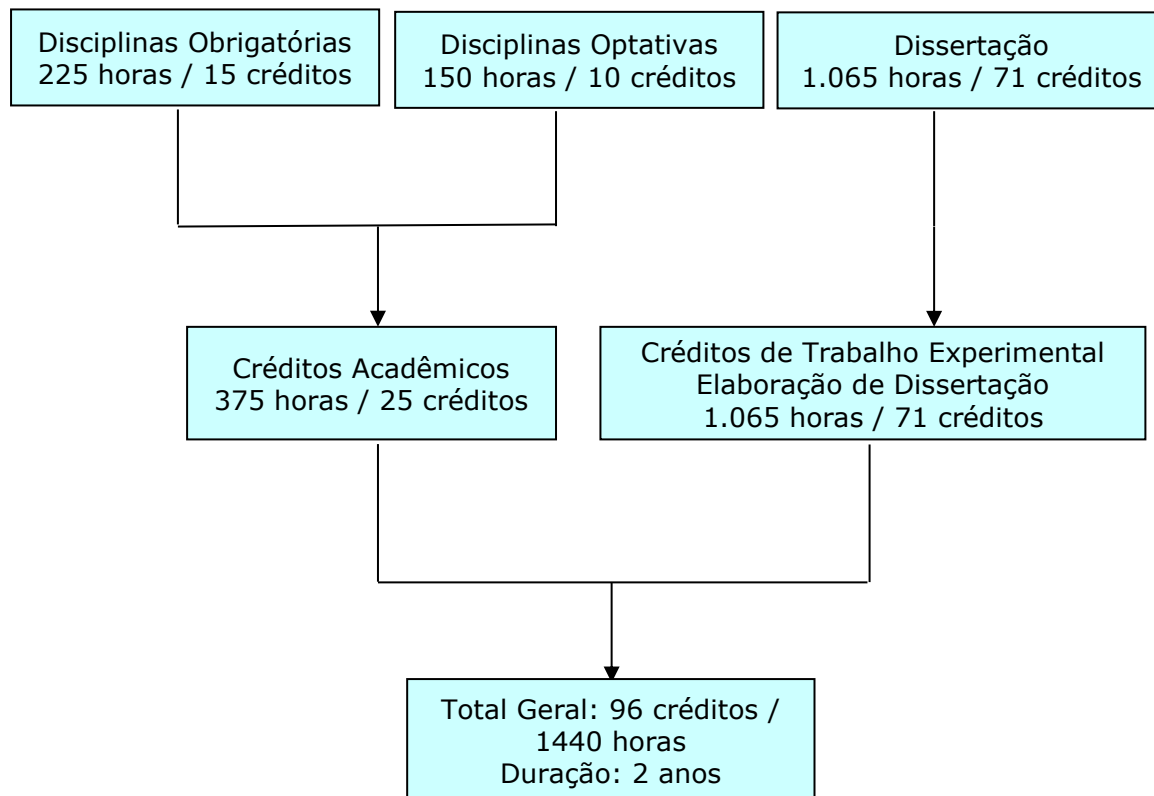 Disciplinas Obrigatórias
225 horas / 15 créditos
Disciplinas Optativas
150 horas / 10 créditos
Dissertação
1.065 horas / 71 créditos
Créditos Acadêmicos
375 horas / 25 créditos
Créditos de Trabalho Experimental
Elaboração de Dissertação
1.065 horas / 71 créditos
Total Geral: 96 créditos /
1440 horas
Duração: 2 anos